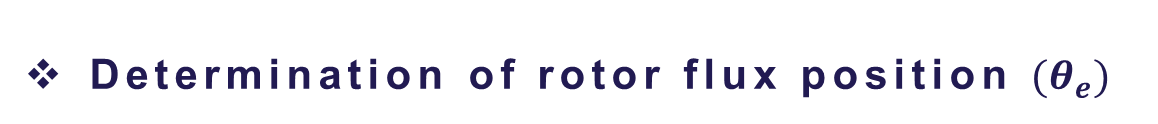 ❖ Determination of rotor flux position (θₑ)